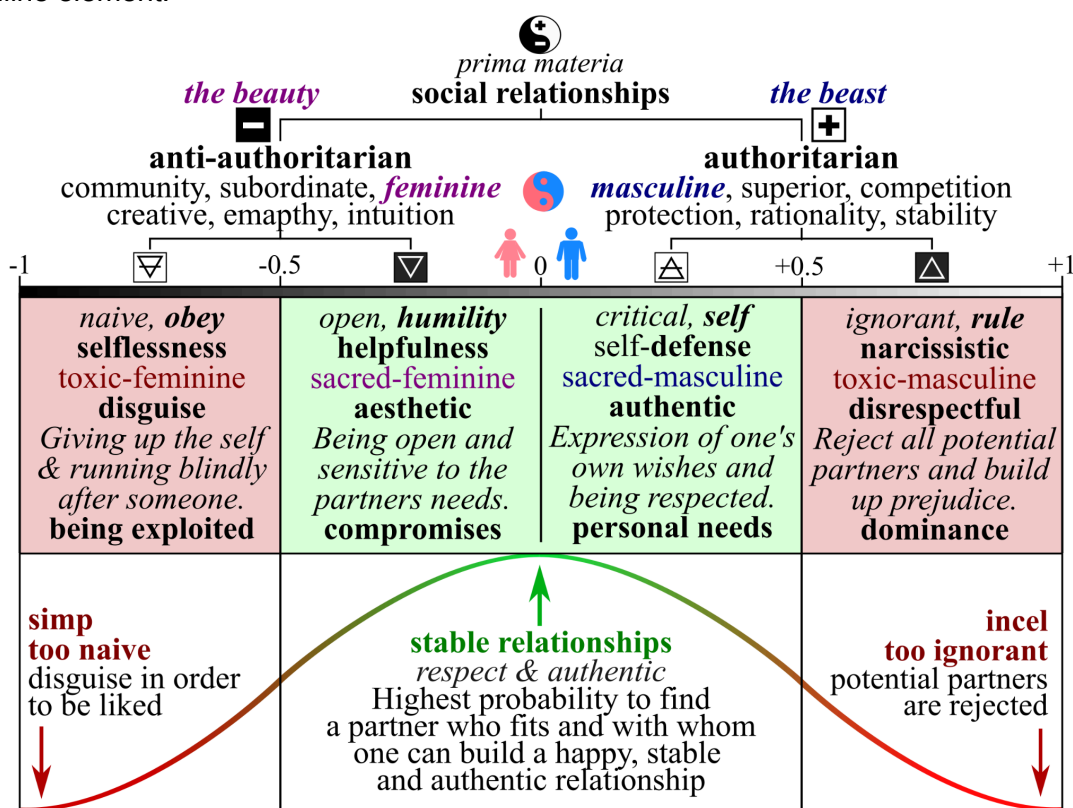 line element.
prima materia
social relationships
the beauty
anti-authoritarian
community, subordinate, feminine
creative, emapthy, intuition
the beast
authoritarian
masculine, superior, competition
protection, rationality, stability
-1
-0.5
0
+0.5
+1
naive, obey
selflessness
toxic-feminine
disguise
Giving up the self
& running blindly
after someone.
being exploited
open, humility
helpfulness
sacred-feminine
aesthetic
Being open and
sensitive to the
partners needs.
compromises
critical, self
self-defense
sacred-masculine
authentic
Expression of one's
own wishes and
being respected.
personal needs
ignorant, rule
narcissistic
toxic-masculine
disrespectful
Reject all potential
partners and build
up prejudice.
dominance
simp
too naive
disguise in order
to be liked
stable relationships
respect & authentic
Highest probability to find
a partner who fits and with whom
one can build a happy, stable
and authentic relationship
incel
too ignorant
potential partners
are rejected